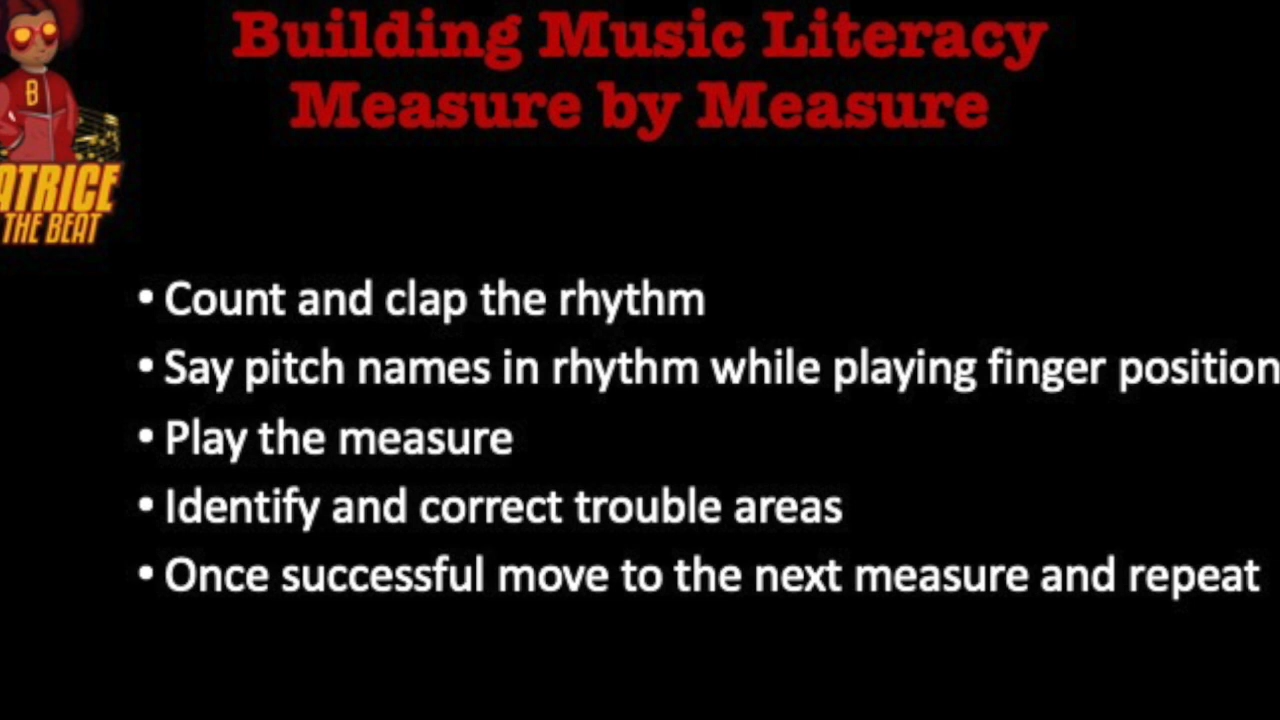 Building Music Literacy
Measure by Measure
B
ATRICE
THE BEAT
• Count and clap the rhythm
• Say pitch names in rhythm while playing finger position
• Play the measure
• Identify and correct trouble areas
• Once successful move to the next measure and repeat